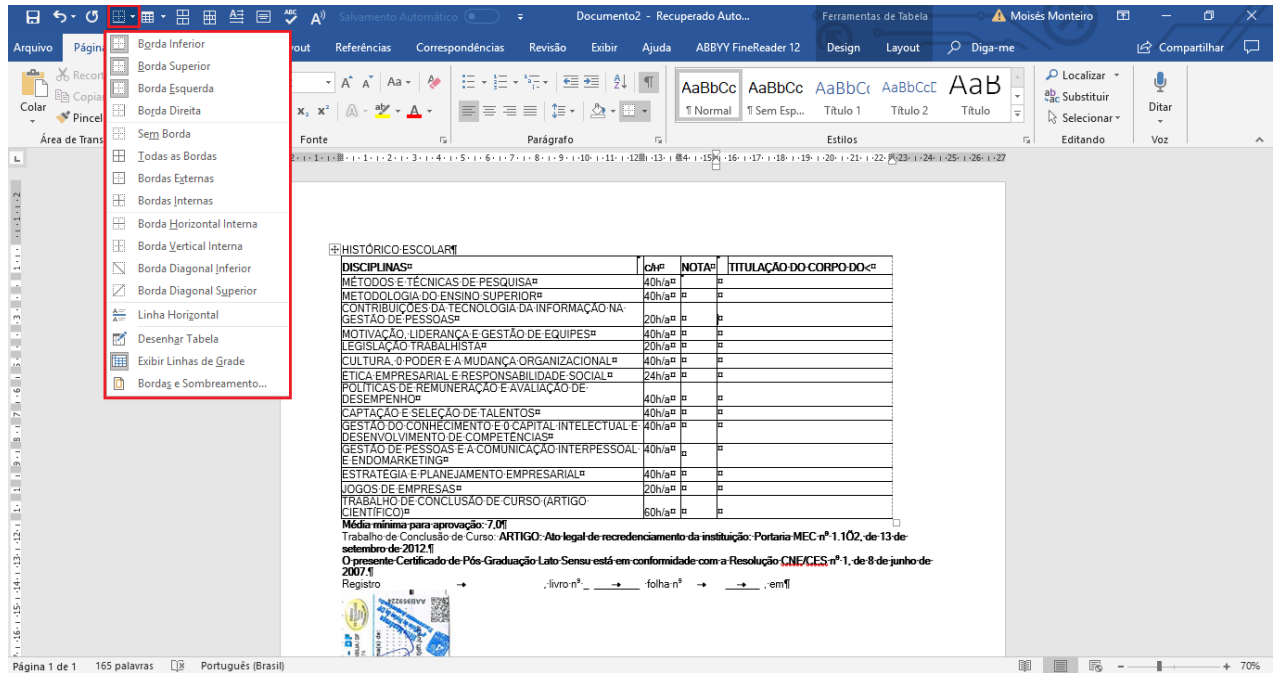 Salvamento Automático
Documento2 - Recuperado Auto...
Ferramentas de Tabela
Moisés Monteiro
Arquivo Págin yout Referências Correspondências Revisão Exibir Ajuda ABBYY FineReader 12 Design Layout Diga-me Compartilhar
Borda Inferior
Borda Superior
Borda Esquerda
Borda Direita
Sem Borda
Todas as Bordas
Bordas Externas
Bordas Internas
Borda Horizontal Interna
Borda Vertical Interna
Borda Diagonal Inferior
Borda Diagonal Superior
Linha Horizontal
Desenhar Tabela
Exibir Linhas de Grade
Bordas e Sombreamento...
Colar
Recort
Copiar
Pincel
Área de Trans
Fonte
Parágrafo
AaBbCc AaBbCc AaBbC AaBbCcC AaB
¶ Normal ¶ Sem Esp... Título 1 Título 2 Título
Estilos
Localizar
Substituir
Selecionar
Editando
Ditar
Voz
HISTÓRICO·ESCOLAR¶
DISCIPLINAS¤ c/H¤ NOTA¤ TITULAÇÃO·DO·CORPO·DO<¤
MÉTODOS·E·TÉCNICAS·DE·PESQUISA¤ 40h/a¤ ¤
METODOLOGIA·DO·ENSINO·SUPERIOR¤ 40h/a¤ ¤ ¤
CONTRIBUIÇÕES·DA·TECNOLOGIA·DA·INFORMAÇÃO·NA·
GESTÃO·DE·PESSOAS¤ 20h/a¤ ¤ ¤
MOTIVAÇÃO,·LIDERANÇA·E·GESTÃO·DE·EQUIPES¤ 40h/a¤ ¤ ¤
LEGISLAÇÃO·TRABALHISTA¤ 20h/a¤ ¤ ¤
CULTURA,·0·PODER·E·A·MUDANÇA·ORGANIZACIONAL¤ 40h/a¤ ¤ ¤
ÉTICA·EMPRESARIAL·E·RESPONSABILIDADE·SOCIAL¤ 24h/a¤ ¤ ¤
POLÍTICAS·DE·REMUNERAÇÃO·E·AVALIAÇÃO·DE·
DESEMPENHO¤ 40h/a¤ ¤ ¤
CAPTAÇÃO·E·SELEÇÃO·DE·TALENTOS¤ 40h/a¤ ¤ ¤
GESTÃO·DO·CONHECIMENTO·E·0·CAPITAL·INTELECTUAL·E· 40h/a¤ ¤ ¤
DESENVOLVIMENTO·DE·COMPETÊNCIAS¤
GESTÃO·DE·PESSOAS·E·A·COMUNICAÇÃO·INTERPESSOAL· 40h/a¤ ¤ ¤
E·ENDOMARKETING¤
ESTRATÉGIA·E·PLANEJAMENTO·EMPRESARIAL¤ 40h/a¤ ¤ ¤
JOGOS·DE·EMPRESAS¤ 20h/a¤ ¤ ¤
TRABALHO·DE·CONCLUSÃO·DE·CURSO·(ARTIGO·
CIENTÍFICO)¤ 60h/a¤ ¤ ¤
Média·mínima·para·aprovação:·7,0¶
Trabalho·de·Conclusão·de·Curso:·ARTIGO:·Ato·legal·de·recredenciamento·da·instituição:·Portaria·MEC·nº·1.1Õ2,·de·13·de·
setembro·de·2012.¶
O·presente·Certificado·de·Pós-Graduação·Lato·Sensu·está·em·conformidade·com·a·Resolução·CNE/CES·nº·1,·de·8·de·junho·de·
2007.¶
Registro → ,·livro·nº·_ → folha·nº → → ,·em¶
Página 1 de 1 165 palavras Português (Brasil) 70%